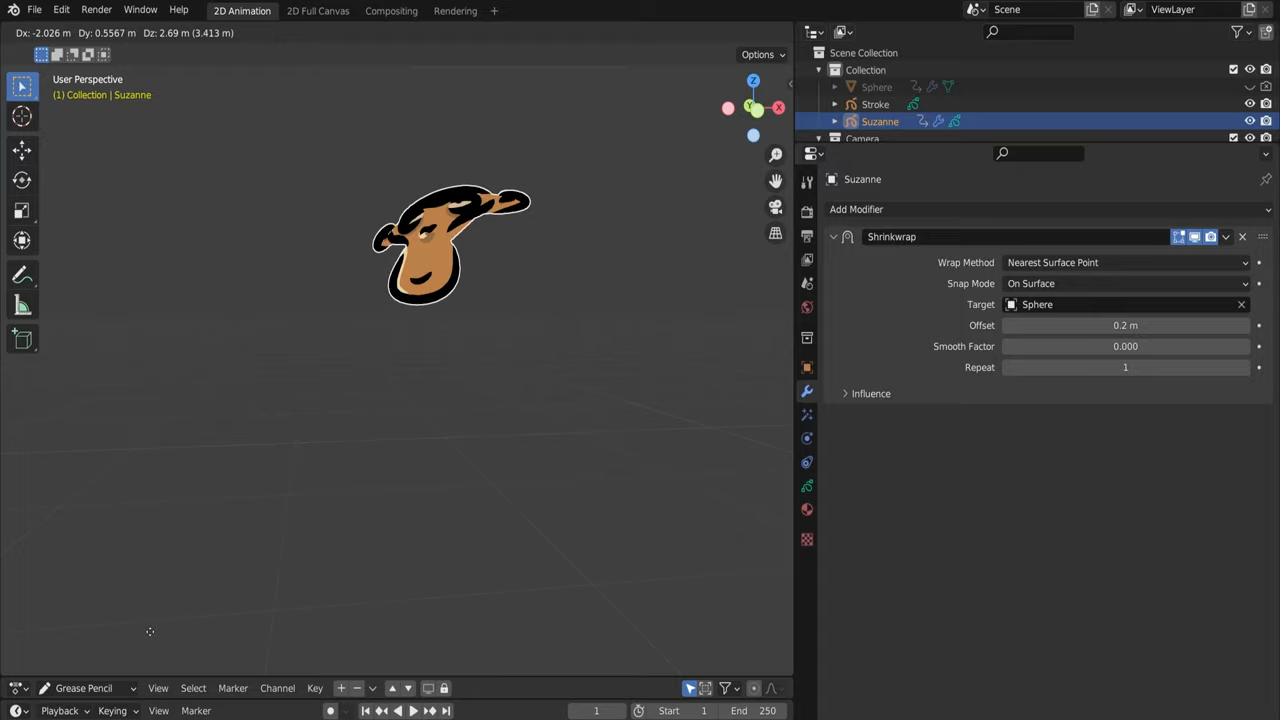 File Edit Render Window Help 2D Animation 2D Full Canvas Compositing Rendering + Scene ViewLayer
Dx: -2.026 m Dy: 0.5567 m Dz: 2.69 m (3.413 m)
Options
User Perspective
(1) Collection | Suzanne
Z
Y
X
Scene Collection
Collection
Sphere
Stroke
Suzanne
Camera
Suzanne
Add Modifier
Shrinkwrap
Wrap Method Nearest Surface Point
Snap Mode On Surface
Target Sphere
Offset 0.2 m
Smooth Factor 0.000
Repeat 1
Influence
Grease Pencil View Select Marker Channel Key
Playback Keying View Marker 1 Start 1 End 250